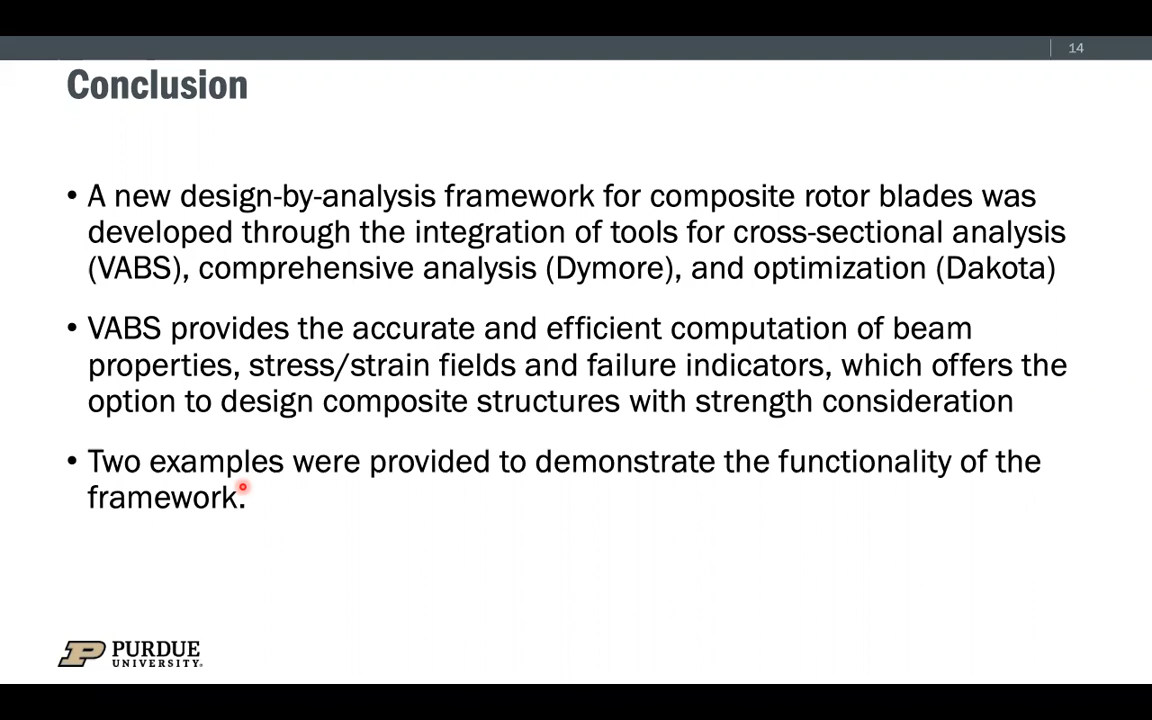 14
Conclusion
• A new design-by-analysis framework for composite rotor blades was
developed through the integration of tools for cross-sectional analysis
(VABS), comprehensive analysis (Dymore), and optimization (Dakota)
• VABS provides the accurate and efficient computation of beam
properties, stress/strain fields and failure indicators, which offers the
option to design composite structures with strength consideration
• Two examples were provided to demonstrate the functionality of the
framework.
PURDUE
UNIVERSITY.